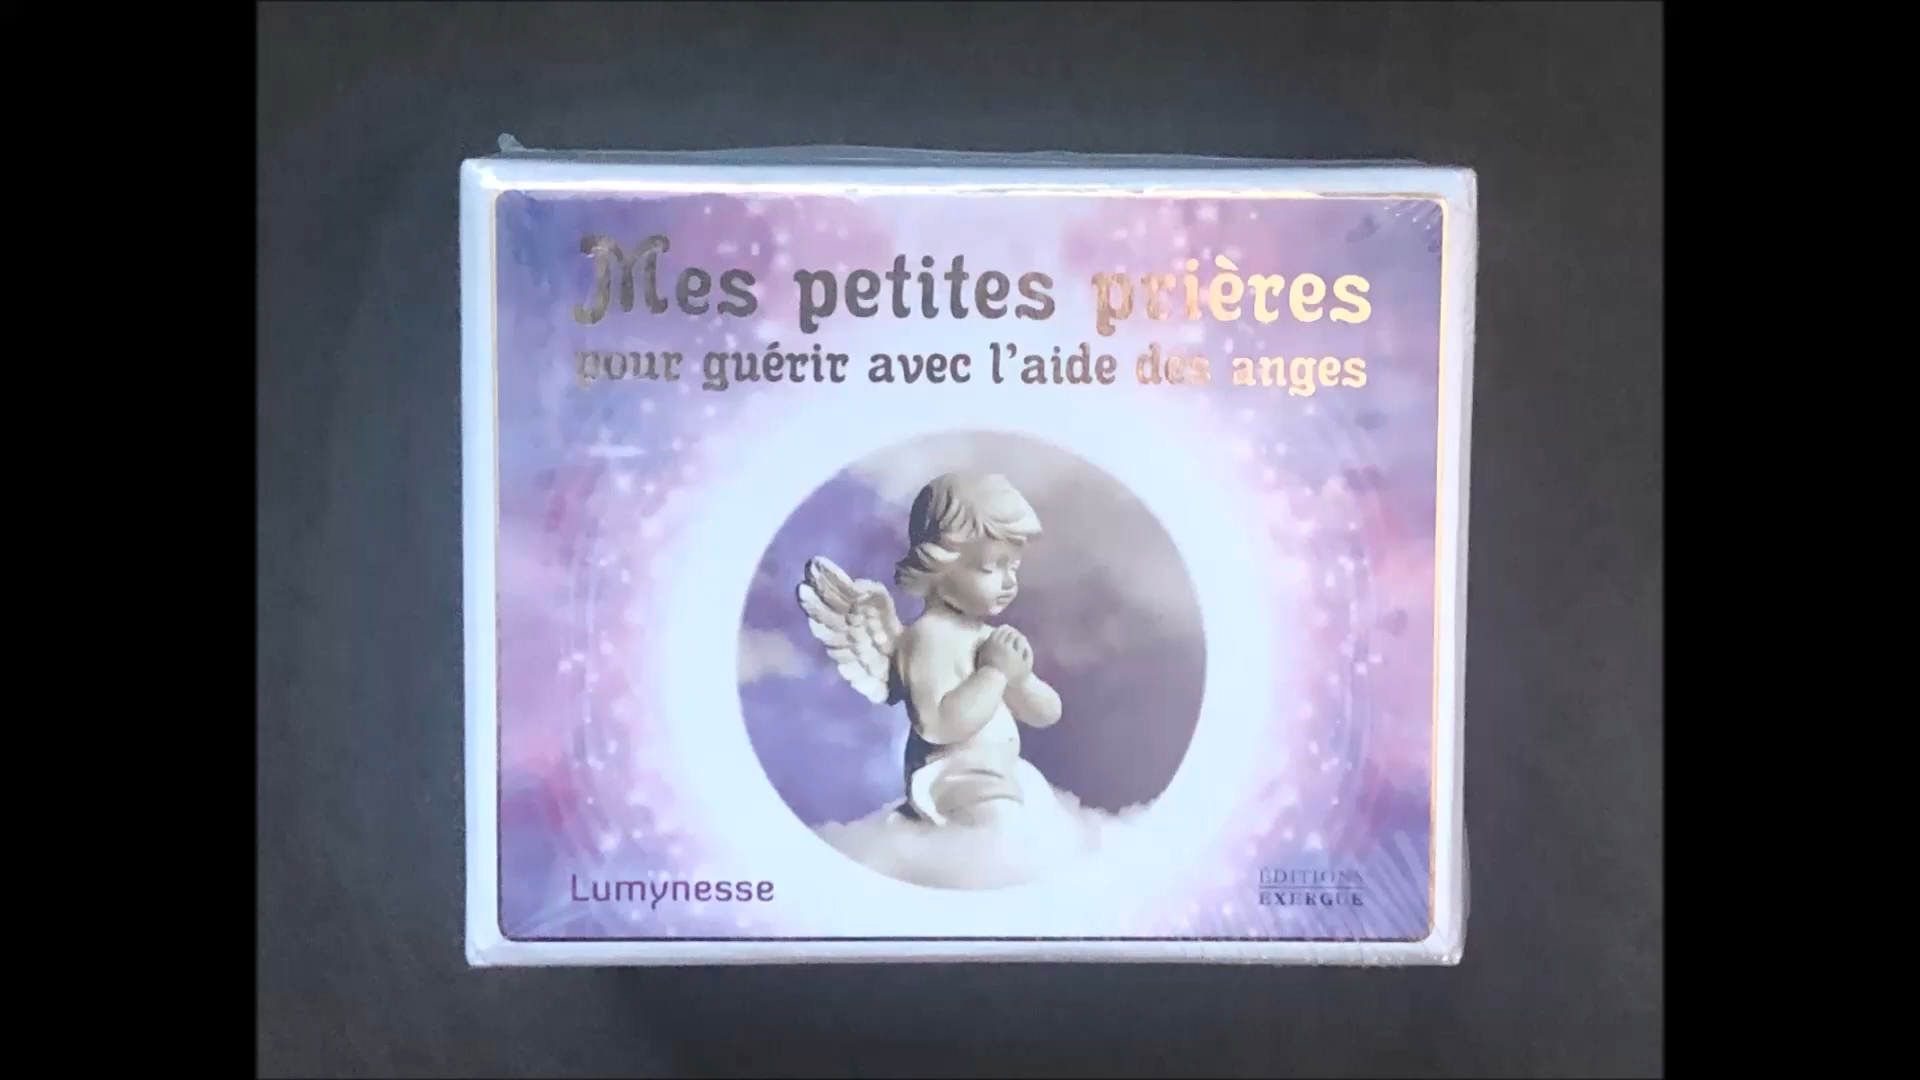 Mes petites prières
pour guérir avec l'aide des anges
Lumynesse
ÉDITIONS
EXERGUE